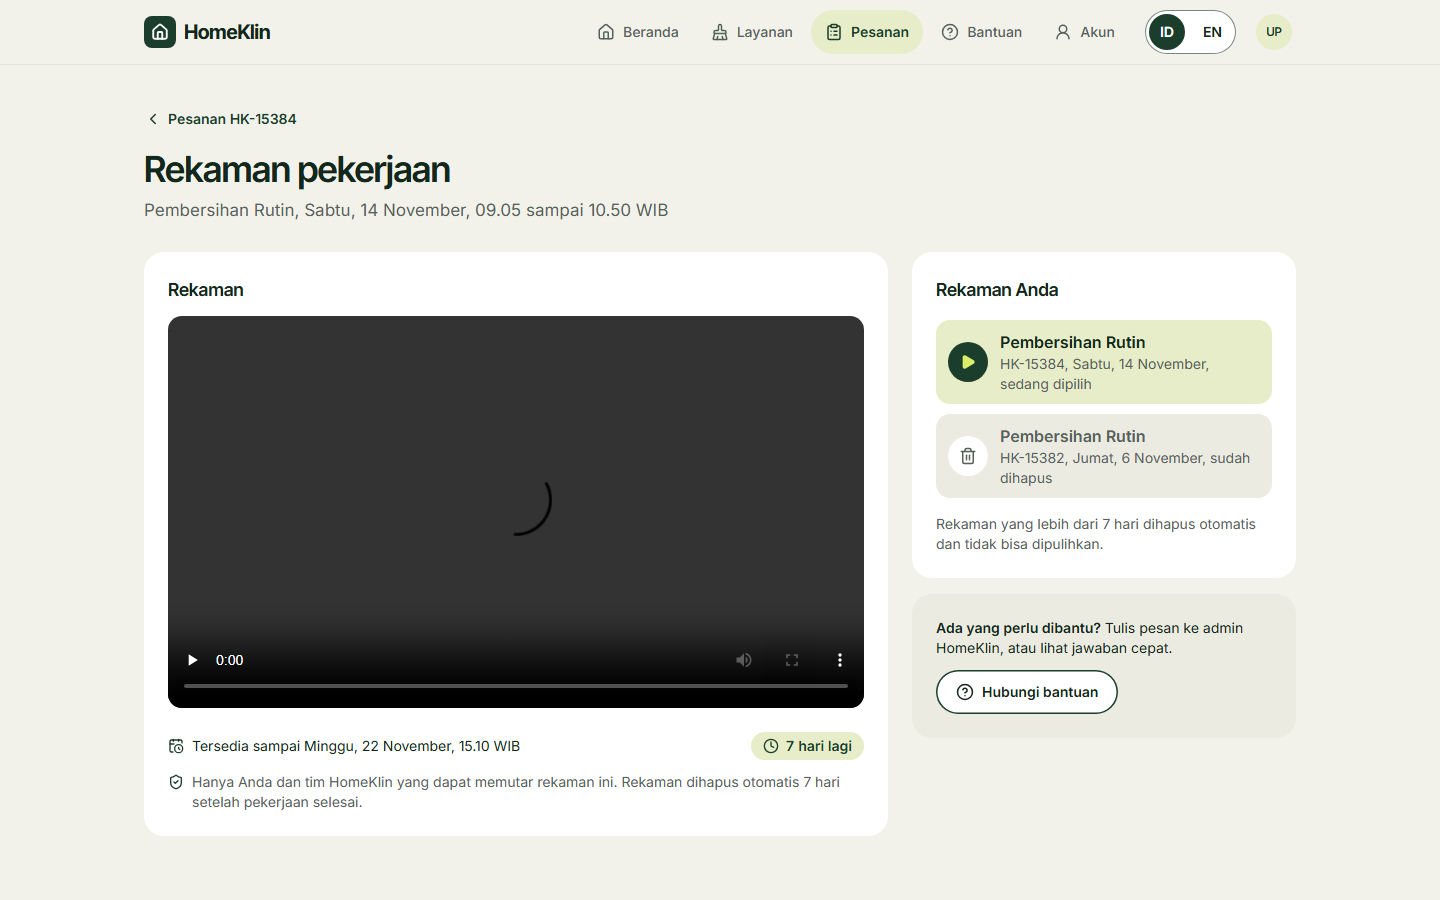 HomeKlin
Beranda
Layanan
Pesanan
Bantuan
Akun
ID
EN
UP
Pesanan HK-15384
Rekaman pekerjaan
Pembersihan Rutin, Sabtu, 14 November, 09.05 sampai 10.50 WIB
Rekaman
0:00
Tersedia sampai Minggu, 22 November, 15.10 WIB
7 hari lagi
Hanya Anda dan tim HomeKlin yang dapat memutar rekaman ini. Rekaman dihapus otomatis 7 hari
setelah pekerjaan selesai.
Rekaman Anda
Pembersihan Rutin
HK-15384, Sabtu, 14 November,
sedang dipilih
Pembersihan Rutin
HK-15382, Jumat, 6 November, sudah
dihapus
Rekaman yang lebih dari 7 hari dihapus otomatis
dan tidak bisa dipulihkan.
Ada yang perlu dibantu? Tulis pesan ke admin
HomeKlin, atau lihat jawaban cepat.
Hubungi bantuan